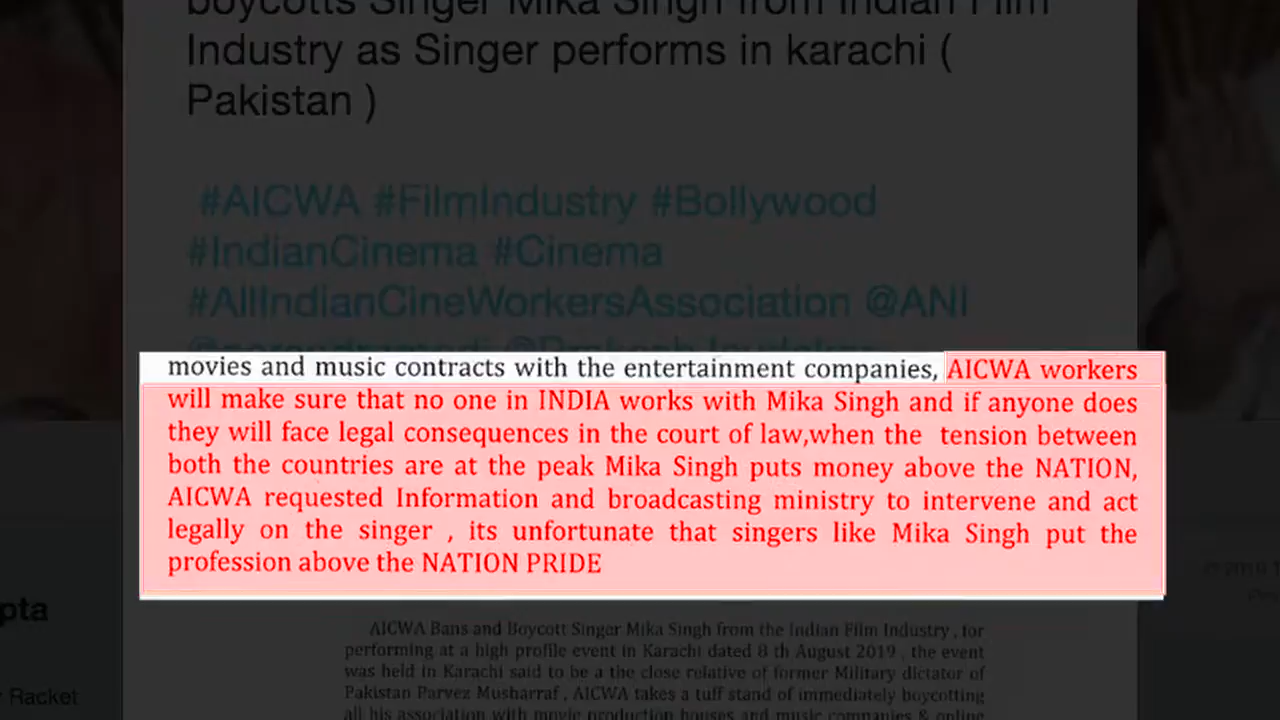 boycotts Singer Mika Singh from Indian Film
Industry as Singer performs in karachi (
Pakistan )
#AICWA #FilmIndustry #Bollywood
#IndianCinema #Cinema
#AllIndianCineWorkersAssociation @ANI
movies and music contracts with the entertainment companies, AICWA workers
will make sure that no one in INDIA works with Mika Singh and if anyone does
they will face legal consequences in the court of law,when the tension between
both the countries are at the peak Mika Singh puts money above the NATION,
AICWA requested Information and broadcasting ministry to intervene and act
legally on the singer , its unfortunate that singers like Mika Singh put the
profession above the NATION PRIDE
pta
Racket
AICWA Bans and Boycott Singer Mika Singh from the Indian Film Industry , for
performing at a high profile event in Karachi dated 8 th August 2019 , the event
was held in Karachi said to be a the close relative of former Military dictator of
Pakistan Parvez Musharraf , AICWA takes a tuff stand of immediately boycotting
all his association with movie production houses and music companies & online